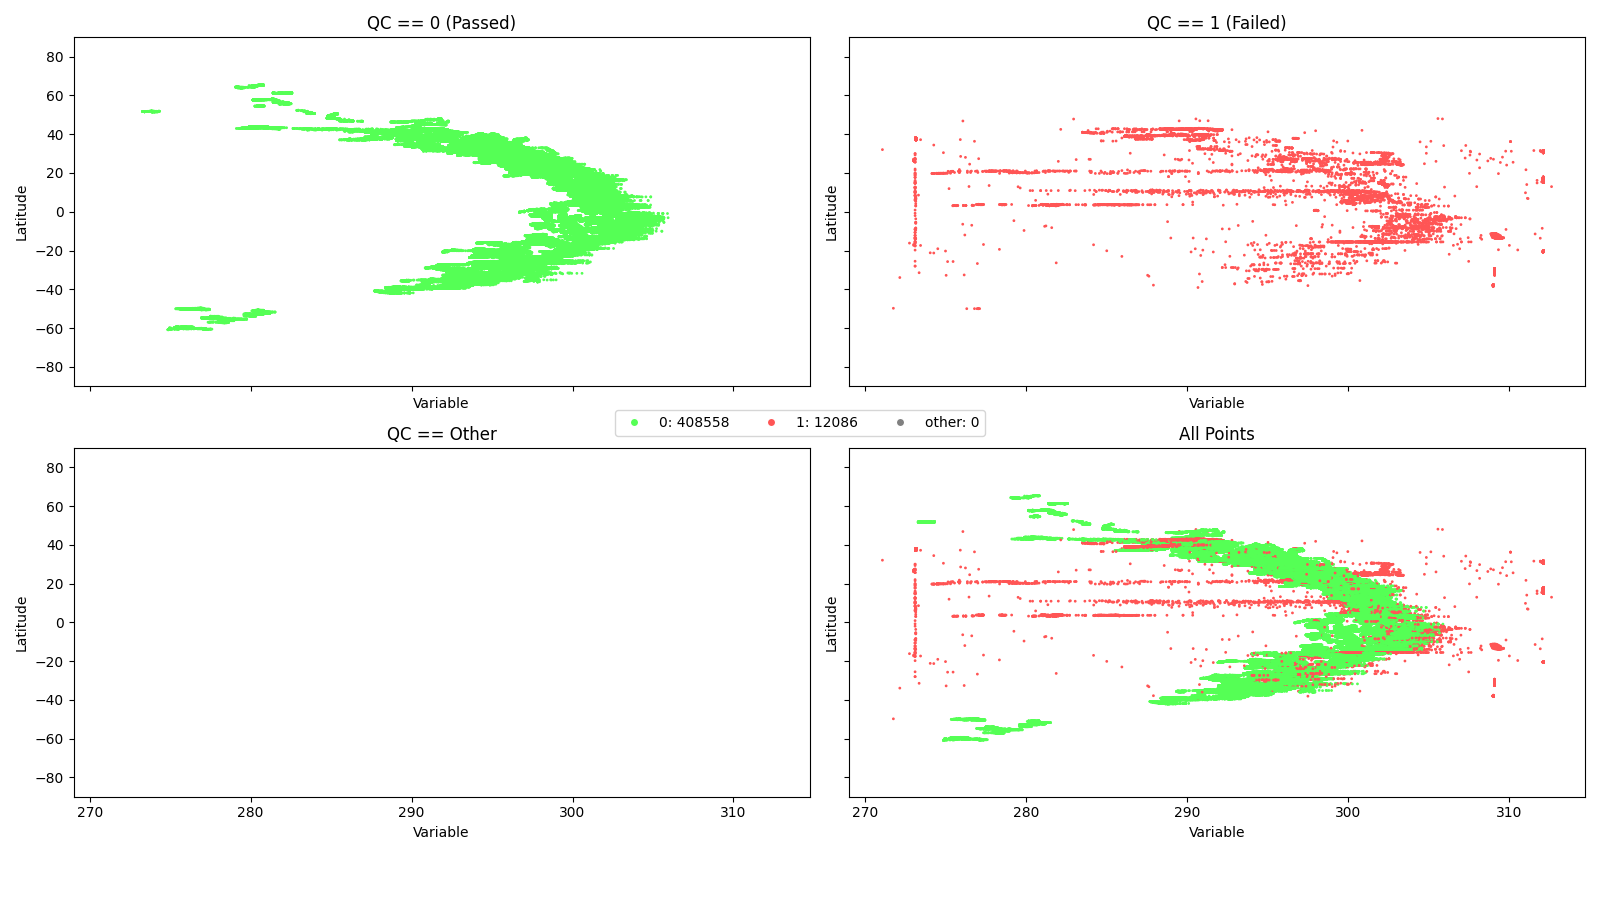 QC == 0 (Passed)
QC == 1 (Failed)
80
60
40
20
0
−20
−40
−60
−80
Latitude
Latitude
Variable
Variable
0: 408558
1: 12086
other: 0
QC == Other
All Points
80
60
40
20
0
−20
−40
−60
−80
Latitude
Latitude
270
280
290
300
310
270
280
290
300
310
Variable
Variable